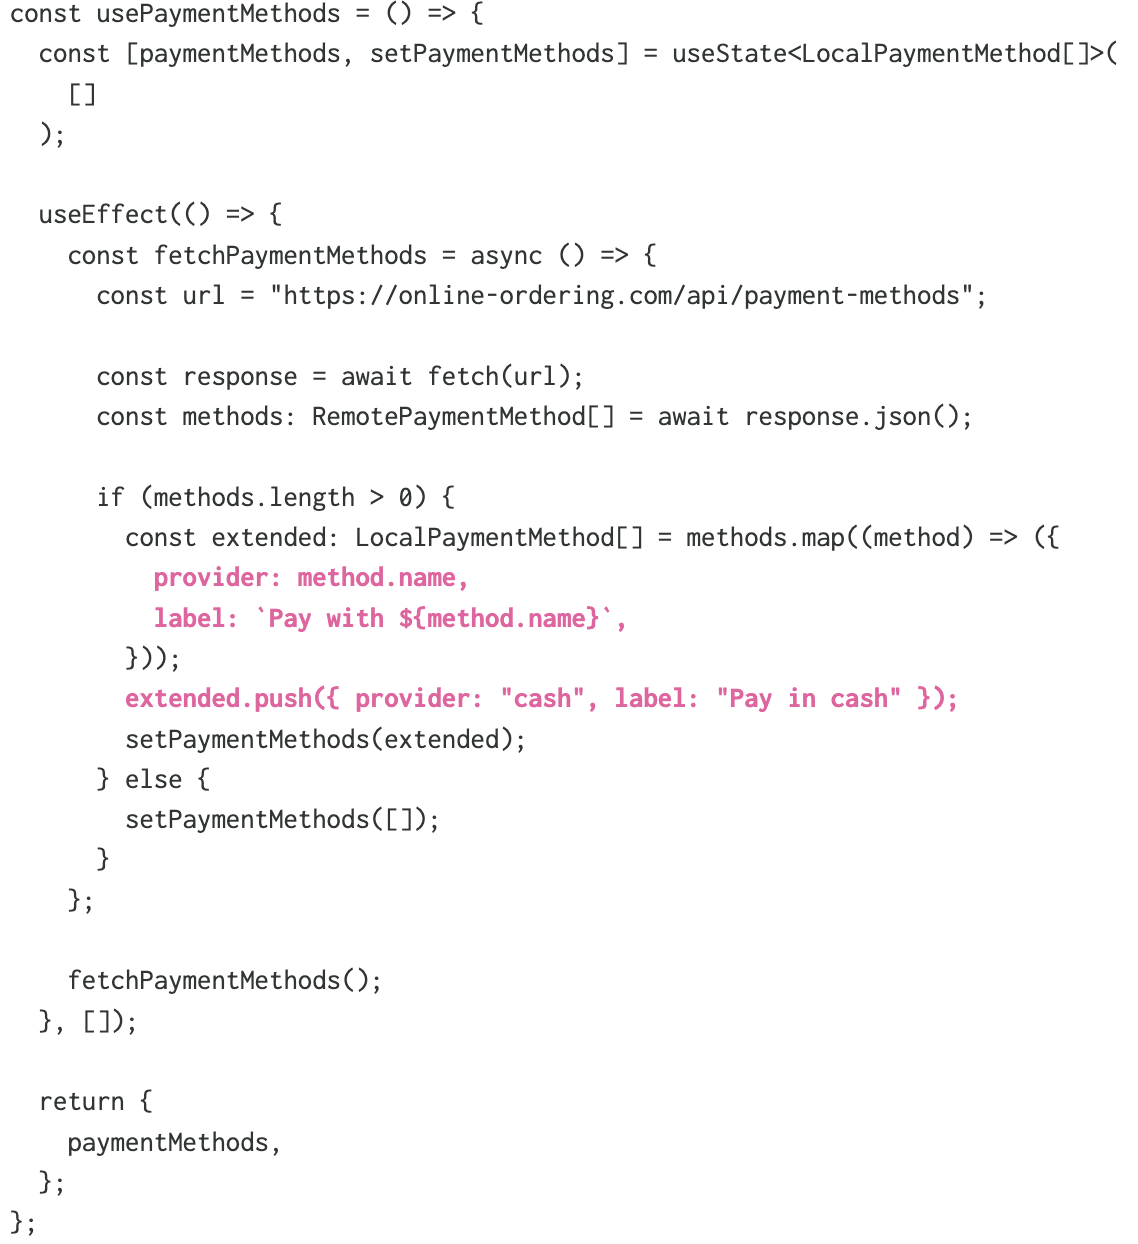 const usePaymentMethods = () => {
  const [paymentMethods, setPaymentMethods] = useState<LocalPaymentMethod[]>(
    []
  );

  useEffect(() => {
    const fetchPaymentMethods = async () => {
      const url = "https://online-ordering.com/api/payment-methods";

      const response = await fetch(url);
      const methods: RemotePaymentMethod[] = await response.json();

      if (methods.length > 0) {
        const extended: LocalPaymentMethod[] = methods.map((method) => ({
          provider: method.name,
          label: `Pay with ${method.name}`,
        }));
        extended.push({ provider: "cash", label: "Pay in cash" });
        setPaymentMethods(extended);
      } else {
        setPaymentMethods([]);
      }
    };

    fetchPaymentMethods();
  }, []);

  return {
    paymentMethods,
  };
};